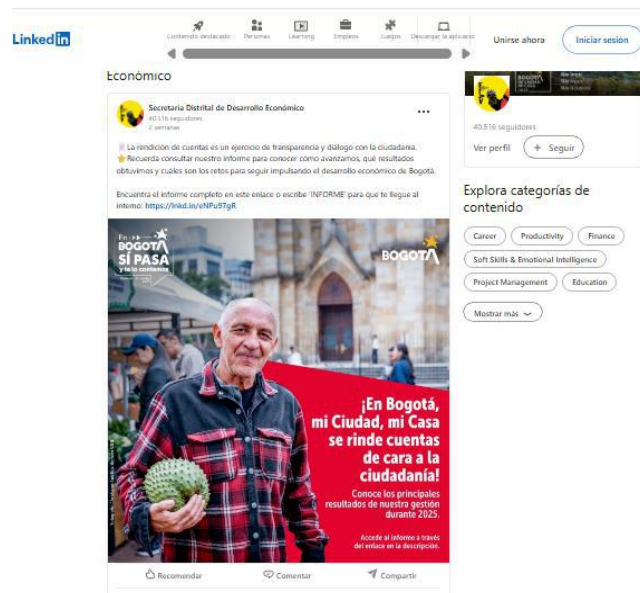 LinkedIn
Contenido destacado
Personas
Learning
Empleos
Juegos
Descargar la aplicación
Unirse ahora
Iniciar sesión
Económico
Secretaría Distrital de Desarrollo Económico
40.516 seguidores
2 semanas
La rendición de cuentas es un ejercicio de transparencia y diálogo con la ciudadanía.
Recuerda consultar nuestro informe para conocer cómo avanzamos, qué resultados
obtuvimos y cuáles son los retos para seguir impulsando el desarrollo económico de Bogotá.
Encuentra el informe completo en este enlace o escribe 'INFORME' para que te llegue al
interno: https://lnkd.in/eNPu97gR
En
BOGOTÁ
SÍ PASA
y te lo contamos
BOGOTÁ
¡En Bogotá,
mi Ciudad, mi Casa
se rinde cuentas
de cara a la
ciudadanía!
Conoce los principales
resultados de nuestra gestión
durante 2025.
Accede al informe a través
del enlace en la descripción.
Recomendar
Comentar
Compartir
40.516 seguidores
Ver perfil
+ Seguir
Explora categorías de
contenido
Career
Productivity
Finance
Soft Skills & Emotional Intelligence
Project Management
Education
Mostrar más